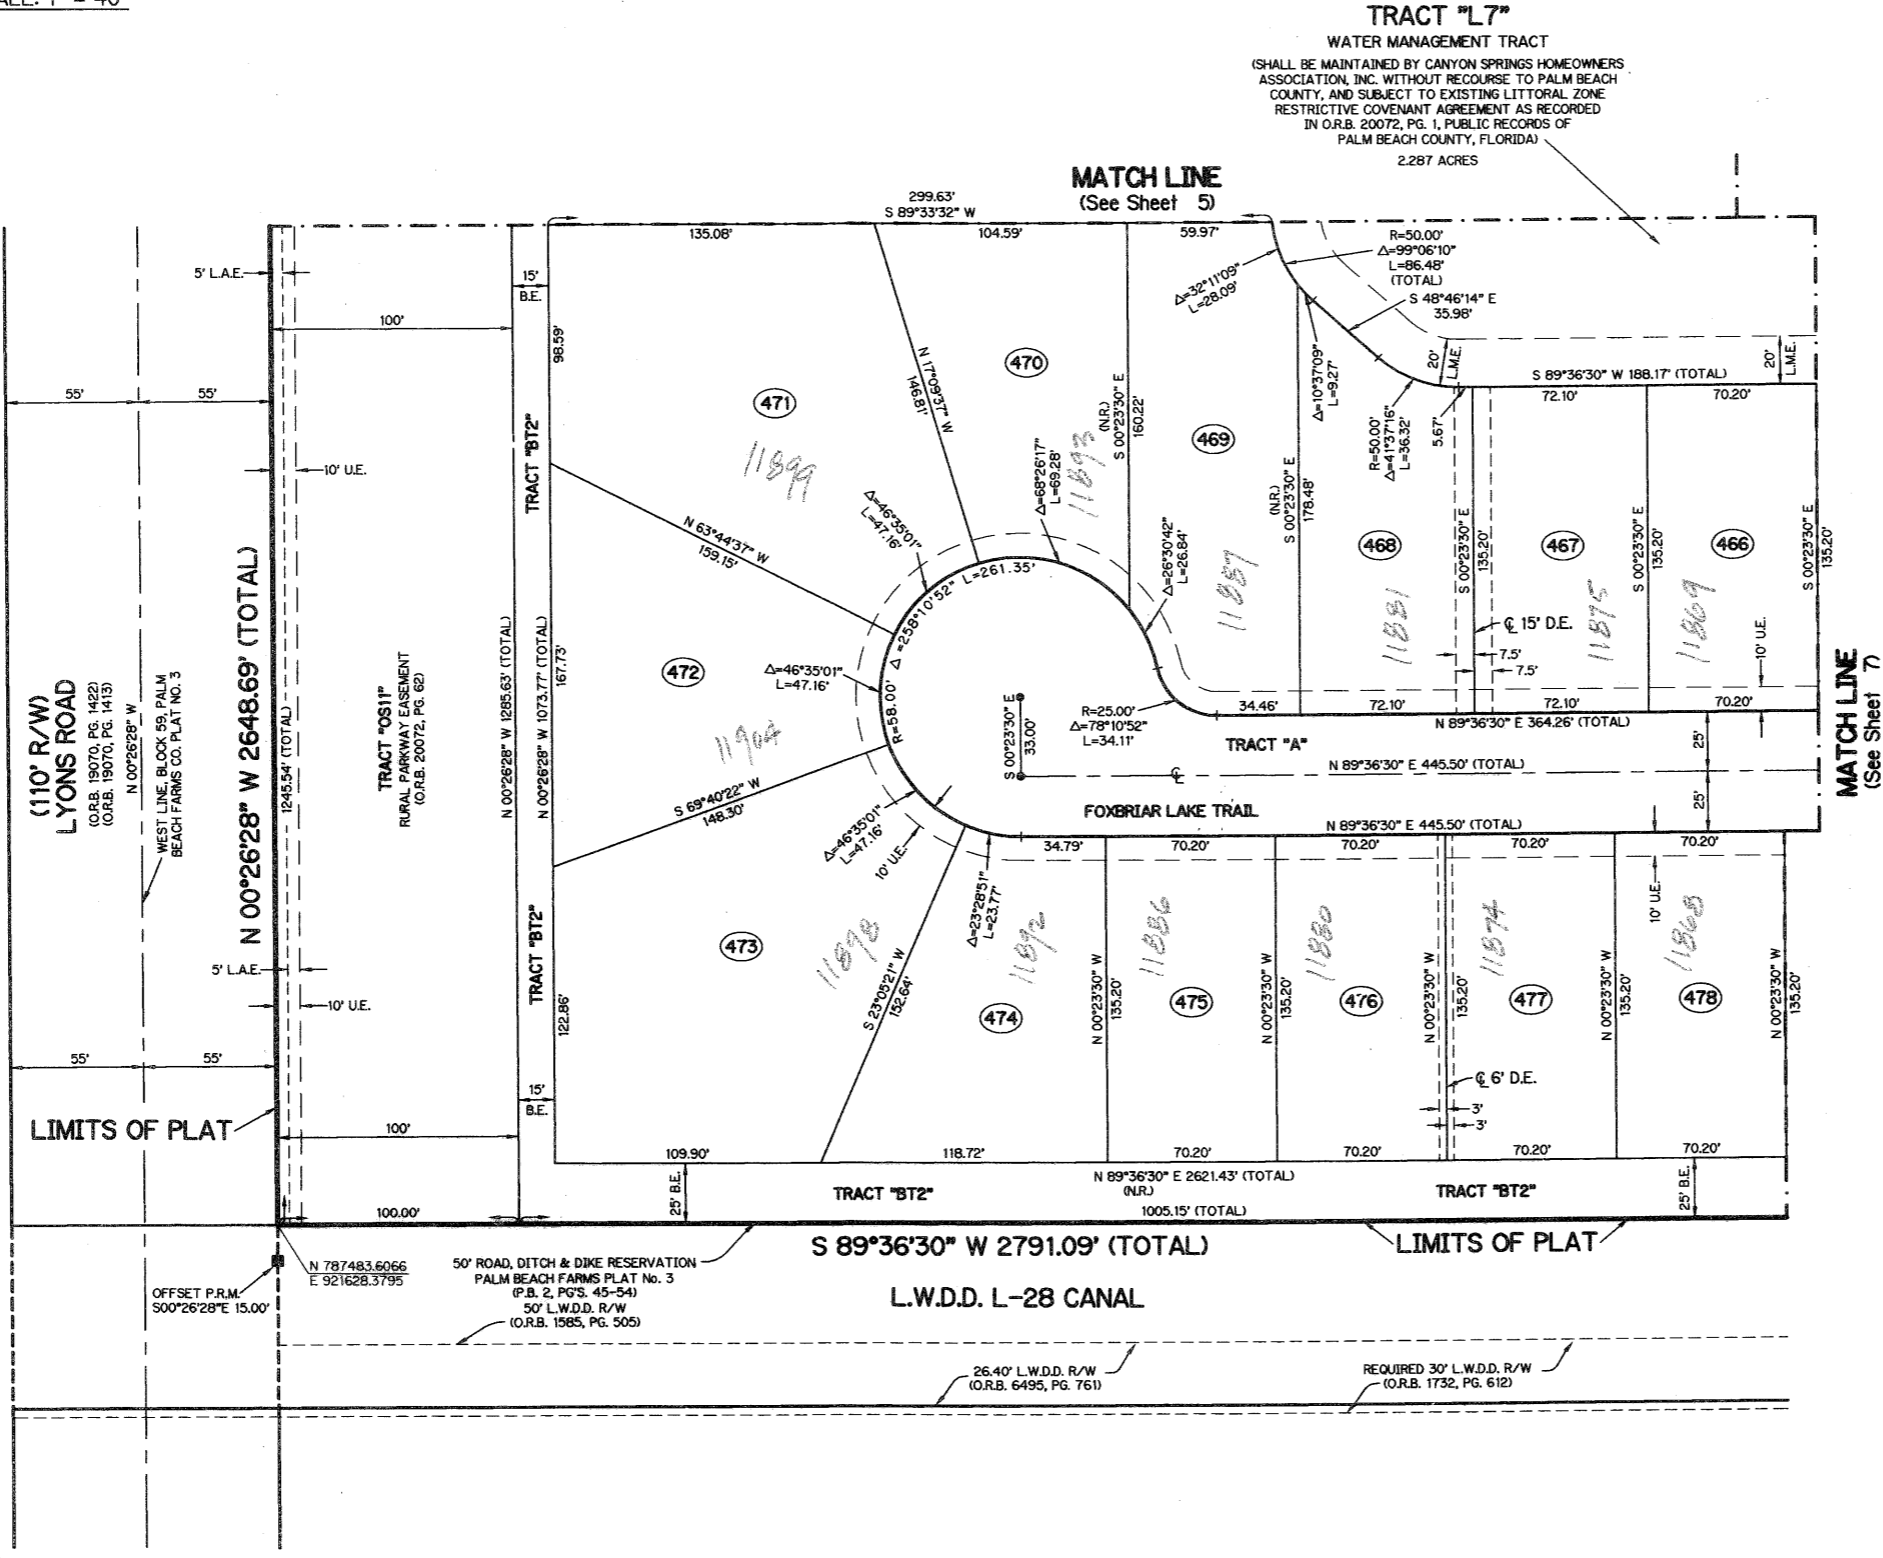 TRACT "L7"
WATER MANAGEMENT TRACT
(SHALL BE MAINTAINED BY CANYON SPRINGS HOMEOWNERS
ASSOCIATION, INC. WITHOUT RECOURSE TO PALM BEACH
COUNTY, AND SUBJECT TO EXISTING LITTORAL ZONE
RESTRICTIVE COVENANT AGREEMENT AS RECORDED
IN O.R.B. 20072, PG. 1, PUBLIC RECORDS OF
PALM BEACH COUNTY, FLORIDA)
2.287 ACRES
MATCH LINE
(See Sheet 5)
299.63'
S 89°33'32" W
135.08'
104.59'
59.97'
R=50.00'
Δ=99°06'10"
L=86.48'
(TOTAL)
Δ=32°11'09"
L=28.09'
S 48°46'14" E
35.98'
5' L.A.E.
15'
B.E.
100'
98.59'
55'
55'
10' U.E.
TRACT "BT2"
471
11899
N 17°09'37" W
146.81'
470
11893
(N.R.)
S 00°23'30" E
160.22'
469
11887
(N.R.)
S 00°23'30" E
178.48'
Δ=10°37'09"
L=9.27'
R=50.00'
Δ=41°37'16"
L=36.32'
5.67'
20'
L.M.E.
S 89°36'30" W 188.17' (TOTAL)
20'
L.M.E.
72.10'
70.20'
468
11881
S 00°23'30" E
135.20'
467
11875
S 00°23'30" E
135.20'
466
11869
S 00°23'30" E
135.20'
℄ 15' D.E.
7.5'
7.5'
10' U.E.
N 63°44'37" W
159.15'
Δ=46°35'01"
L=47.16'
Δ=68°26'17"
L=69.28'
Δ=26°30'42"
L=26.84'
R=58.00' Δ=258°10'52" L=261.35'
(110' R/W)
LYONS ROAD
(O.R.B. 19070, PG. 1422)
(O.R.B. 19070, PG. 1413)
N 00°26'28" W
WEST LINE, BLOCK 59, PALM
BEACH FARMS CO. PLAT NO. 3
N 00°26'28" W 2648.69' (TOTAL)
1245.54' (TOTAL)
TRACT "OS11"
RURAL PARKWAY EASEMENT
(O.R.B. 20072, PG. 62)
N 00°26'28" W 1285.63' (TOTAL)
N 00°26'28" W 1073.77' (TOTAL)
167.73'
472
11904
Δ=46°35'01"
L=47.16'
S 69°40'22" W
148.30'
S 00°23'30" E
33.00'
R=25.00'
Δ=78°10'52"
L=34.11'
34.46'
72.10'
72.10'
70.20'
N 89°36'30" E 364.26' (TOTAL)
TRACT "A"
N 89°36'30" E 445.50' (TOTAL)
℄
25'
25'
FOXBRIAR LAKE TRAIL
N 89°36'30" E 445.50' (TOTAL)
MATCH LINE
(See Sheet 7)
Δ=46°35'01"
L=47.16'
10' U.E.
34.79'
70.20'
70.20'
70.20'
70.20'
10' U.E.
Δ=23°28'51"
L=23.77'
5' L.A.E.
10' U.E.
TRACT "BT2"
122.86'
473
11898
S 23°05'21" W
152.64'
474
11892
N 00°23'30" W
135.20'
475
11886
N 00°23'30" W
135.20'
476
11880
N 00°23'30" W
135.20'
477
11874
N 00°23'30" W
135.20'
478
11868
N 00°23'30" W
135.20'
55'
55'
15'
B.E.
℄ 6' D.E.
3'
3'
LIMITS OF PLAT
100'
109.90'
118.72'
70.20'
70.20'
70.20'
70.20'
N 89°36'30" E 2621.43' (TOTAL)
(N.R.)
25' B.E.
TRACT "BT2"
TRACT "BT2"
25' B.E.
100.00'
1005.15' (TOTAL)
S 89°36'30" W 2791.09' (TOTAL)
LIMITS OF PLAT
N 787483.6066
E 921628.3795
OFFSET P.R.M.
S00°26'28"E 15.00'
50' ROAD, DITCH & DIKE RESERVATION
PALM BEACH FARMS PLAT No. 3
(P.B. 2, PG'S. 45-54)
50' L.W.D.D. R/W
(O.R.B. 1585, PG. 505)
L.W.D.D. L-28 CANAL
26.40' L.W.D.D. R/W
(O.R.B. 6495, PG. 761)
REQUIRED 30' L.W.D.D. R/W
(O.R.B. 1732, PG. 612)